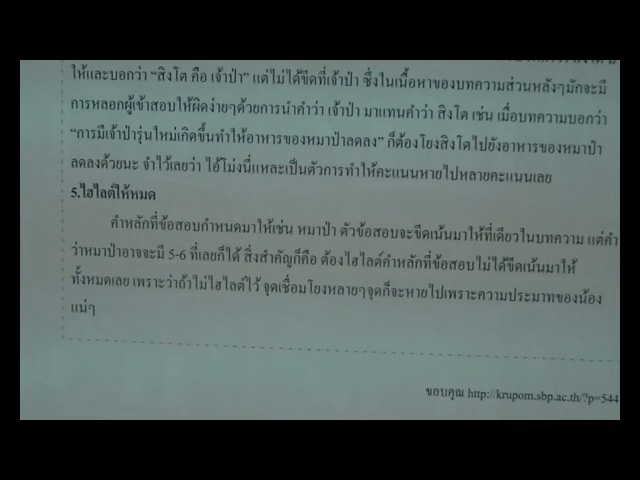 ให้และบอกว่า “สิงโต คือ เจ้าป่า” แต่ไม่ได้ขีดที่เจ้าป่า ซึ่งในเนื้อหาของบทความส่วนหลังๆมักจะมี
การหลอกผู้เข้าสอบให้ผิดง่ายๆด้วยการนำคำว่า เจ้าป่า มาแทนคำว่า สิงโต เช่น เมื่อบทความบอกว่า
“การมีเจ้าป่ารุ่นใหม่เกิดขึ้นทำให้อาหารของหมาป่าลดลง” ก็ต้องโยงสิงโตไปยังอาหารของหมาป่า
ลดลงด้วยนะ จำไว้เลยว่า ไอ้โม่งนี่แหละเป็นตัวการทำให้คะแนนหายไปหลายคะแนนเลย
5.ไฮไลต์ให้หมด
คำหลักที่ข้อสอบกำหนดมาให้เช่น หมาป่า ตัวข้อสอบจะขีดเน้นมาให้ที่เดียวในบทความ แต่คำ
ว่าหมาป่าอาจจะมี 5-6 ที่เลยก็ได้ สิ่งสำคัญก็คือ ต้องไฮไลต์คำหลักที่ข้อสอบไม่ได้ขีดเน้นมาให้
ทั้งหมดเลย เพราะว่าถ้าไม่ไฮไลต์ไว้ จุดเชื่อมโยงหลายๆจุดก็จะหายไปเพราะความประมาทของน้อง
แน่ๆ
ขอบคุณ http://krupom.sbp.ac.th/?p=544